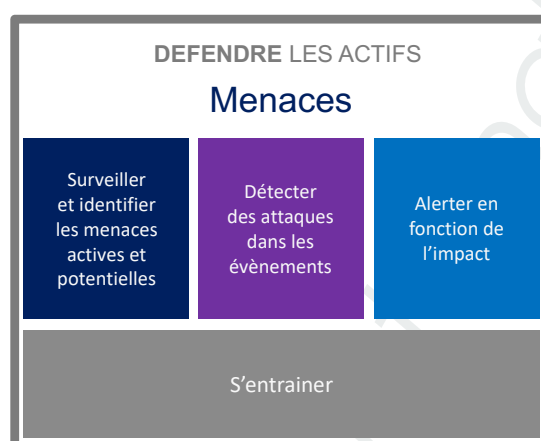 DEFENDRE LES ACTIFS
Menaces
Surveiller
et identifier
les menaces
actives et
potentielles
Détecter
des attaques
dans les
évènements
Alerter en
fonction de
l’impact
S’entrainer